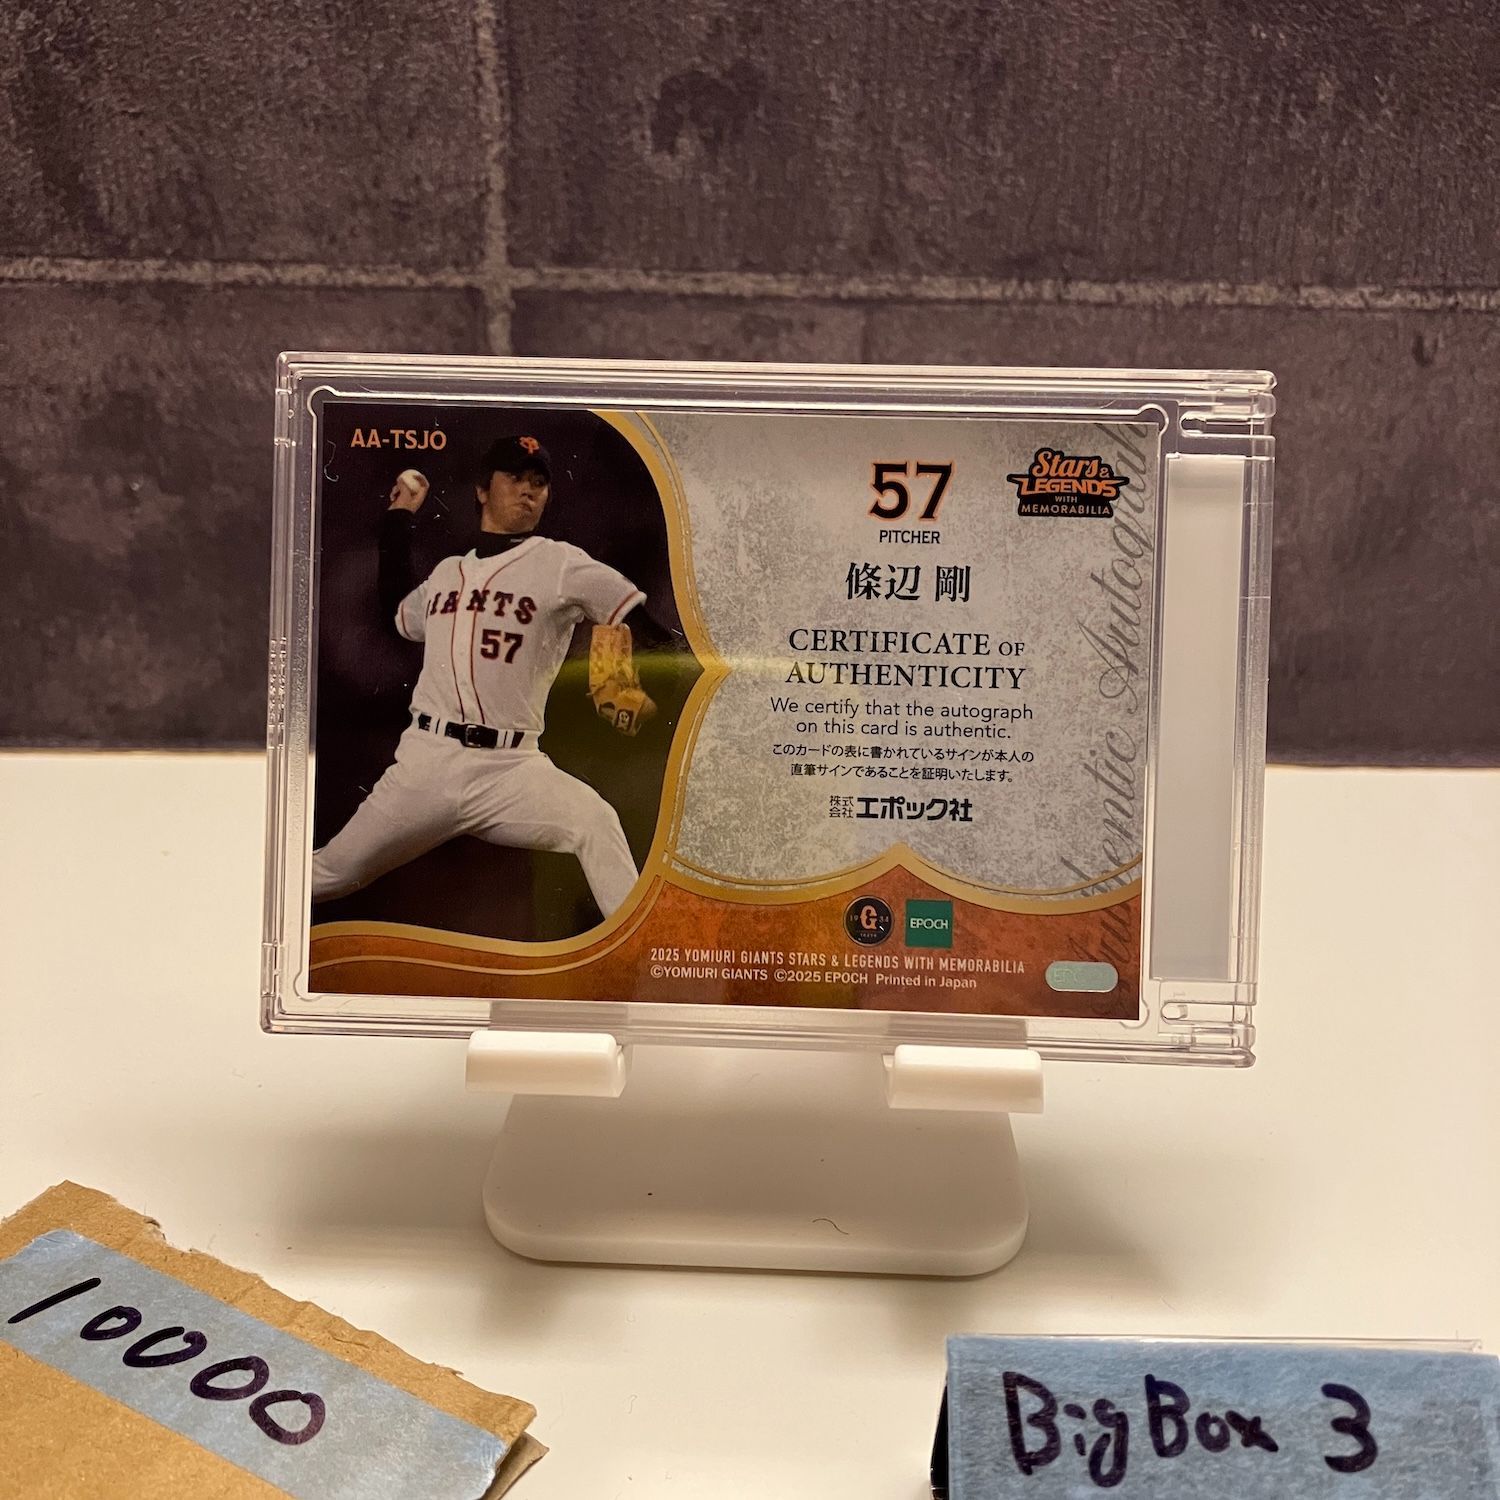 AA-TSJO
GIANTS
57
57
PITCHER
Stars &
LEGENDS
WITH
MEMORABILIA
條辺 剛
CERTIFICATE OF
AUTHENTICITY
We certify that the autograph
on this card is authentic.
このカードの表に書かれているサインが本人の
直筆サインであることを証明いたします。
株式会社 エポック社
Authentic Autograph
1934
G
EPOCH
2025 YOMIURI GIANTS STARS & LEGENDS WITH MEMORABILIA
©YOMIURI GIANTS ©2025 EPOCH Printed in Japan
10000
BigBox 3